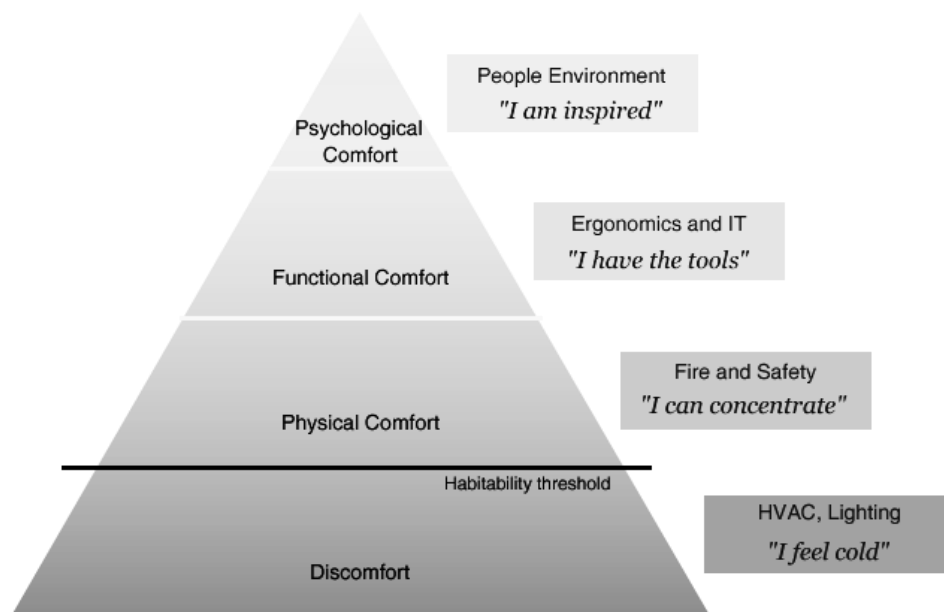 People Environment
"I am inspired"
Psychological
Comfort
Ergonomics and IT
"I have the tools"
Functional Comfort
Fire and Safety
"I can concentrate"
Physical Comfort
Habitability threshold
HVAC, Lighting
"I feel cold"
Discomfort